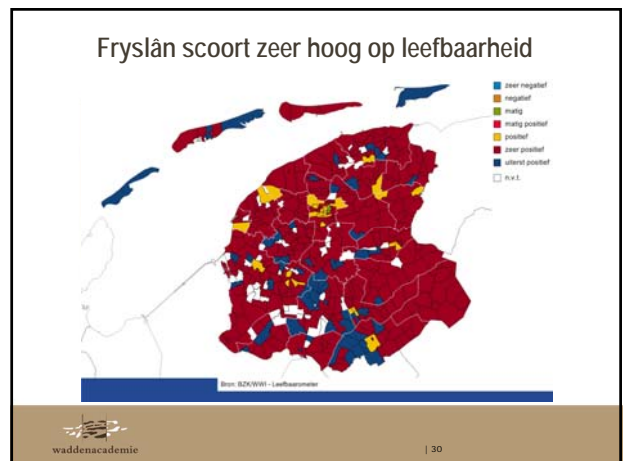 Fryslân scoort zeer hoog op leefbaarheid
zeer negatief
negatief
matig
matig positief
positief
zeer positief
uiterst positief
n.v.t.
Bron: BZK/WWI - Leefbaarometer
waddenacademie
| 30